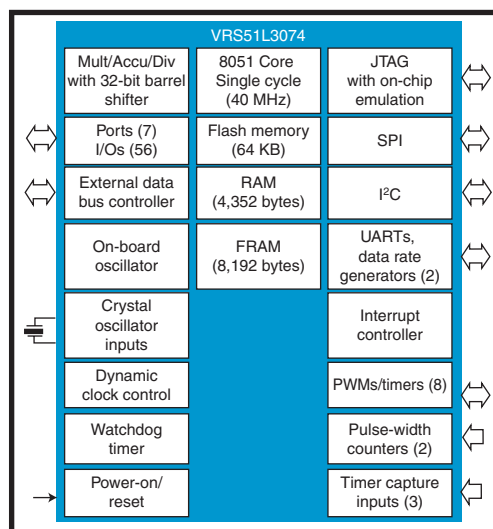 VRS51L3074
Mult/Accu/Div
with 32-bit barrel
shifter
8051 Core
Single cycle
(40 MHz)
JTAG
with on-chip
emulation
Ports (7)
I/Os (56)
Flash memory
(64 KB)
SPI
External data
bus controller
RAM
(4,352 bytes)
I²C
On-board
oscillator
FRAM
(8,192 bytes)
UARTs,
data rate
generators (2)
Crystal
oscillator
inputs
Interrupt
controller
Dynamic
clock control
PWMs/timers (8)
Watchdog
timer
Pulse-width
counters (2)
Power-on/
reset
Timer capture
inputs (3)